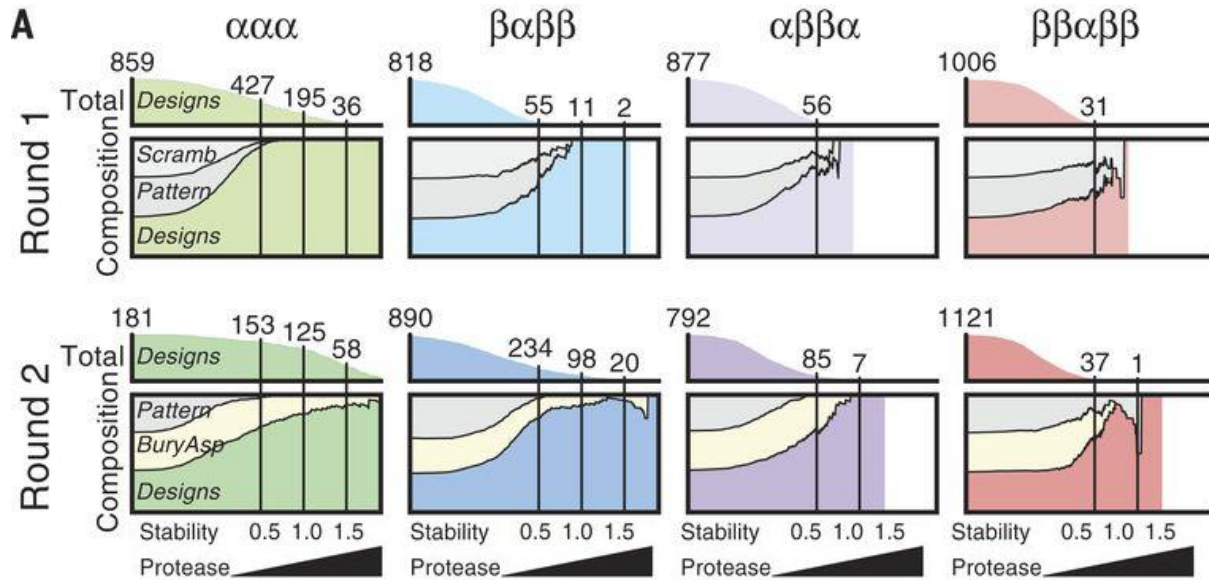 A
ααα βαββ αββα ββαββ
Round 1
859 427 195 36 818 55 11 2 877 56 1006 31
Total Designs
Composition
Scramb
Pattern
Designs
Round 2
181 153 125 58 890 234 98 20 792 85 7 1121 37 1
Total Designs
Composition
Pattern
BuryAsp
Designs
Stability 0.5 1.0 1.5 Stability 0.5 1.0 1.5 Stability 0.5 1.0 1.5 Stability 0.5 1.0 1.5
Protease Protease Protease Protease